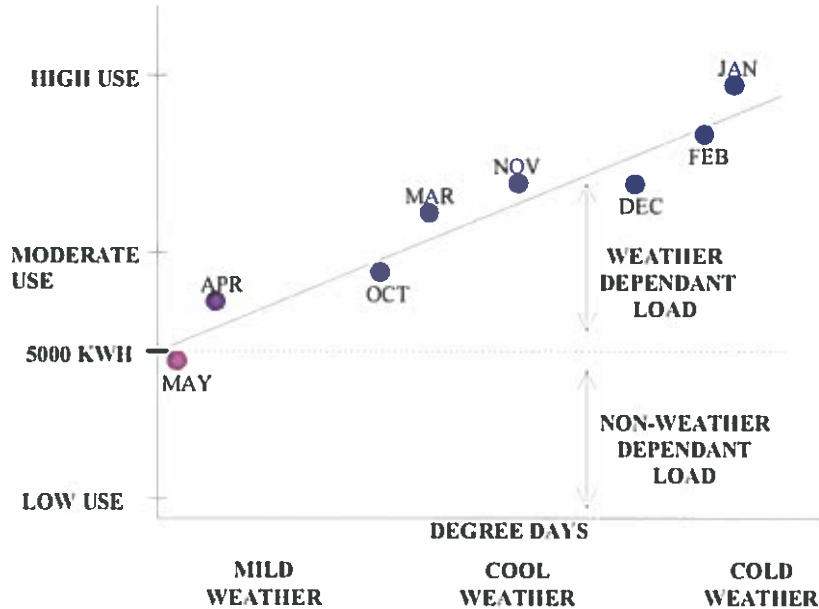 HIGH USE
JAN
FEB
NOV
MAR
DEC
MODERATE
USE
APR
OCT
WEATHER
DEPENDANT
LOAD
5000 KWH
MAY
NON-WEATHER
DEPENDANT
LOAD
LOW USE
DEGREE DAYS
MILD
WEATHER
COOL
WEATHER
COLD
WEATHER